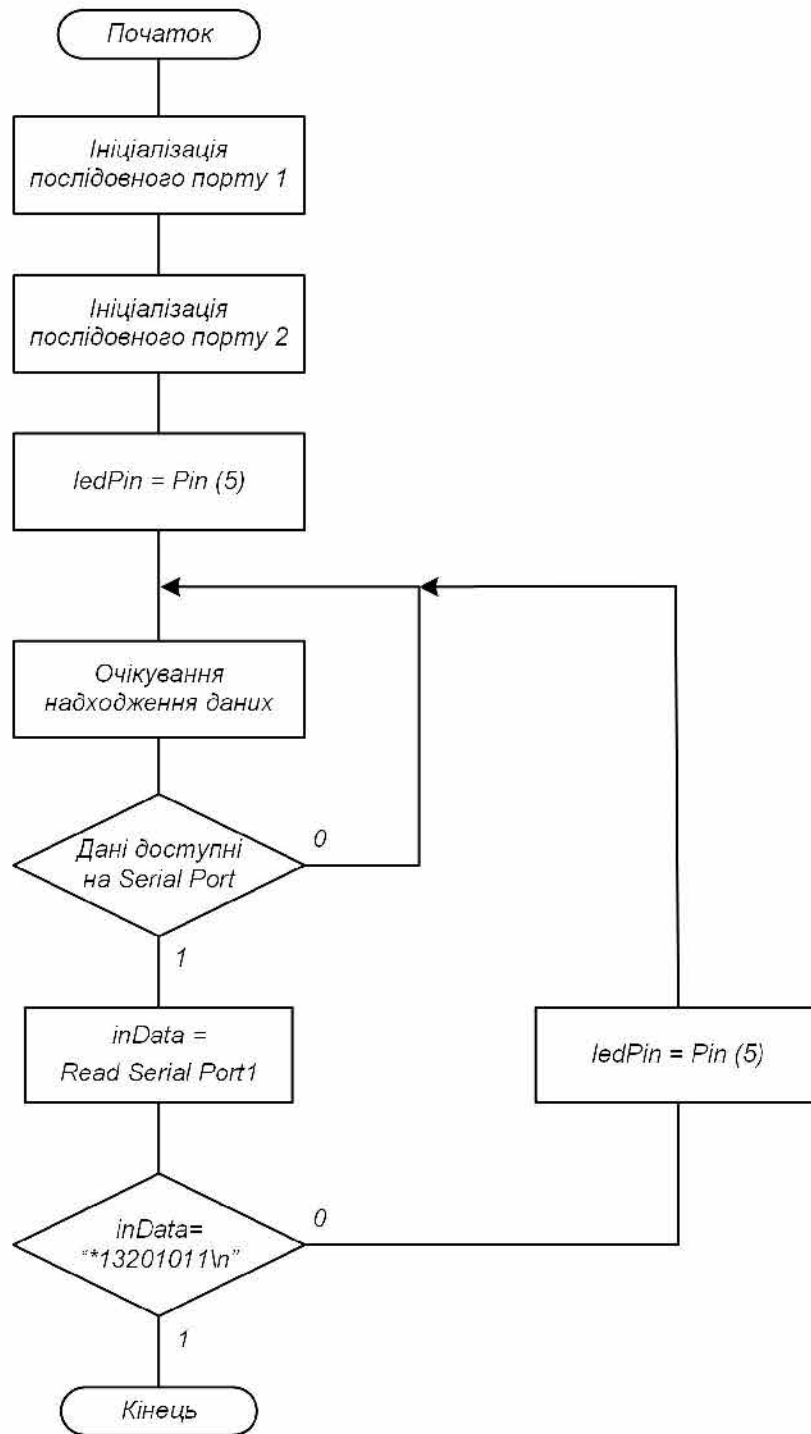 Початок
Ініціалізація
послідовного порту 1
Ініціалізація
послідовного порту 2
ledPin = Pin (5)
Очікування
надходження даних
Дані доступні
на Serial Port
0
1
inData =
Read Serial Port1
ledPin = Pin (5)
inData=
“*13201011\n”
0
1
Кінець